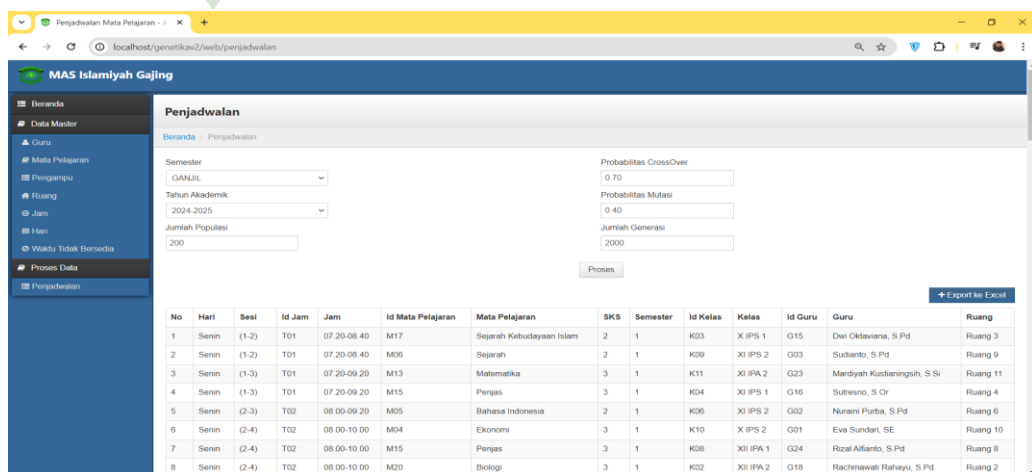 Penjadwalan Mata Pelajaran - A
localhost/genetikav2/web/penjadwalan
MAS Islamiyah Gajing
Beranda
Data Master
Guru
Mata Pelajaran
Pengampu
Ruang
Jam
Hari
Waktu Tidak Bersedia
Proses Data
Penjadwalan
Penjadwalan
Beranda / Penjadwalan
Semester
GANJIL
Tahun Akademik
2024-2025
Jumlah Populasi
200
Probabilitas CrossOver
0.70
Probabilitas Mutasi
0.40
Jumlah Generasi
2000
Proses
+ Export ke Excel
No Hari Sesi Id Jam Jam Id Mata Pelajaran Mata Pelajaran SKS Semester Id Kelas Kelas Id Guru Guru Ruang
1 Senin (1-2) T01 07.20-08.40 M17 Sejarah Kebudayaan Islam 2 1 K03 X IPS 1 G15 Dwi Oktaviana, S.Pd Ruang 3
2 Senin (1-2) T01 07.20-08.40 M06 Sejarah 2 1 K09 XI IPS 2 G03 Sudianto, S.Pd Ruang 9
3 Senin (1-3) T01 07.20-09.20 M13 Matematika 3 1 K11 XI IPA 2 G23 Mardiyah Kustianingsih, S.Si Ruang 11
4 Senin (1-3) T01 07.20-09.20 M15 Penjas 3 1 K04 XI IPS 1 G16 Sutresno, S.Or Ruang 4
5 Senin (2-3) T02 08.00-09.20 M05 Bahasa Indonesia 2 1 K06 XI IPS 2 G02 Nuraini Purba, S.Pd Ruang 6
6 Senin (2-4) T02 08.00-10.00 M04 Ekonomi 3 1 K10 X IPS 2 G01 Eva Sundari, SE Ruang 10
7 Senin (2-4) T02 08.00-10.00 M15 Penjas 3 1 K08 XII IPA 1 G24 Rizal Alfianto, S.Pd Ruang 8
8 Senin (2-4) T02 08.00-10.00 M20 Biologi 3 1 K02 XII IPA 2 G18 Rachmawati Rahayu, S.Pd Ruang 2